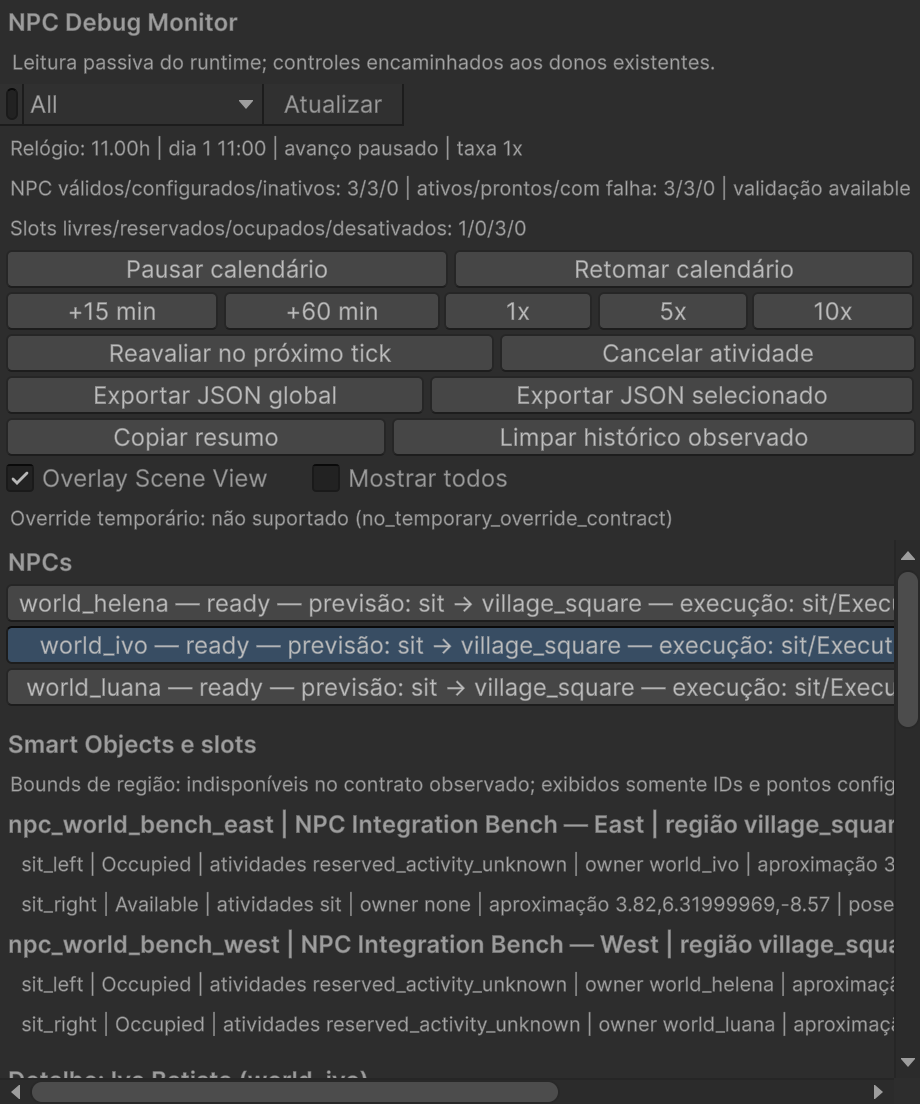 NPC Debug Monitor
Leitura passiva do runtime; controles encaminhados aos donos existentes.
All Atualizar
Relógio: 11.00h | dia 1 11:00 | avanço pausado | taxa 1x
NPC válidos/configurados/inativos: 3/3/0 | ativos/prontos/com falha: 3/3/0 | validação available
Slots livres/reservados/ocupados/desativados: 1/0/3/0
Pausar calendário Retomar calendário
+15 min +60 min 1x 5x 10x
Reavaliar no próximo tick Cancelar atividade
Exportar JSON global Exportar JSON selecionado
Copiar resumo Limpar histórico observado
Overlay Scene View Mostrar todos
Override temporário: não suportado (no_temporary_override_contract)
NPCs
world_helena — ready — previsão: sit → village_square — execução: sit/Exec
world_ivo — ready — previsão: sit → village_square — execução: sit/Execut
world_luana — ready — previsão: sit → village_square — execução: sit/Execu
Smart Objects e slots
Bounds de região: indisponíveis no contrato observado; exibidos somente IDs e pontos config
npc_world_bench_east | NPC Integration Bench — East | região village_squar
sit_left | Occupied | atividades reserved_activity_unknown | owner world_ivo | aproximação 3
sit_right | Available | atividades sit | owner none | aproximação 3.82,6.31999969,-8.57 | pose
npc_world_bench_west | NPC Integration Bench — West | região village_squa
sit_left | Occupied | atividades reserved_activity_unknown | owner world_helena | aproximaç
sit_right | Occupied | atividades reserved_activity_unknown | owner world_luana | aproximaç
Detalhe: Ivo Batista (world_ivo)